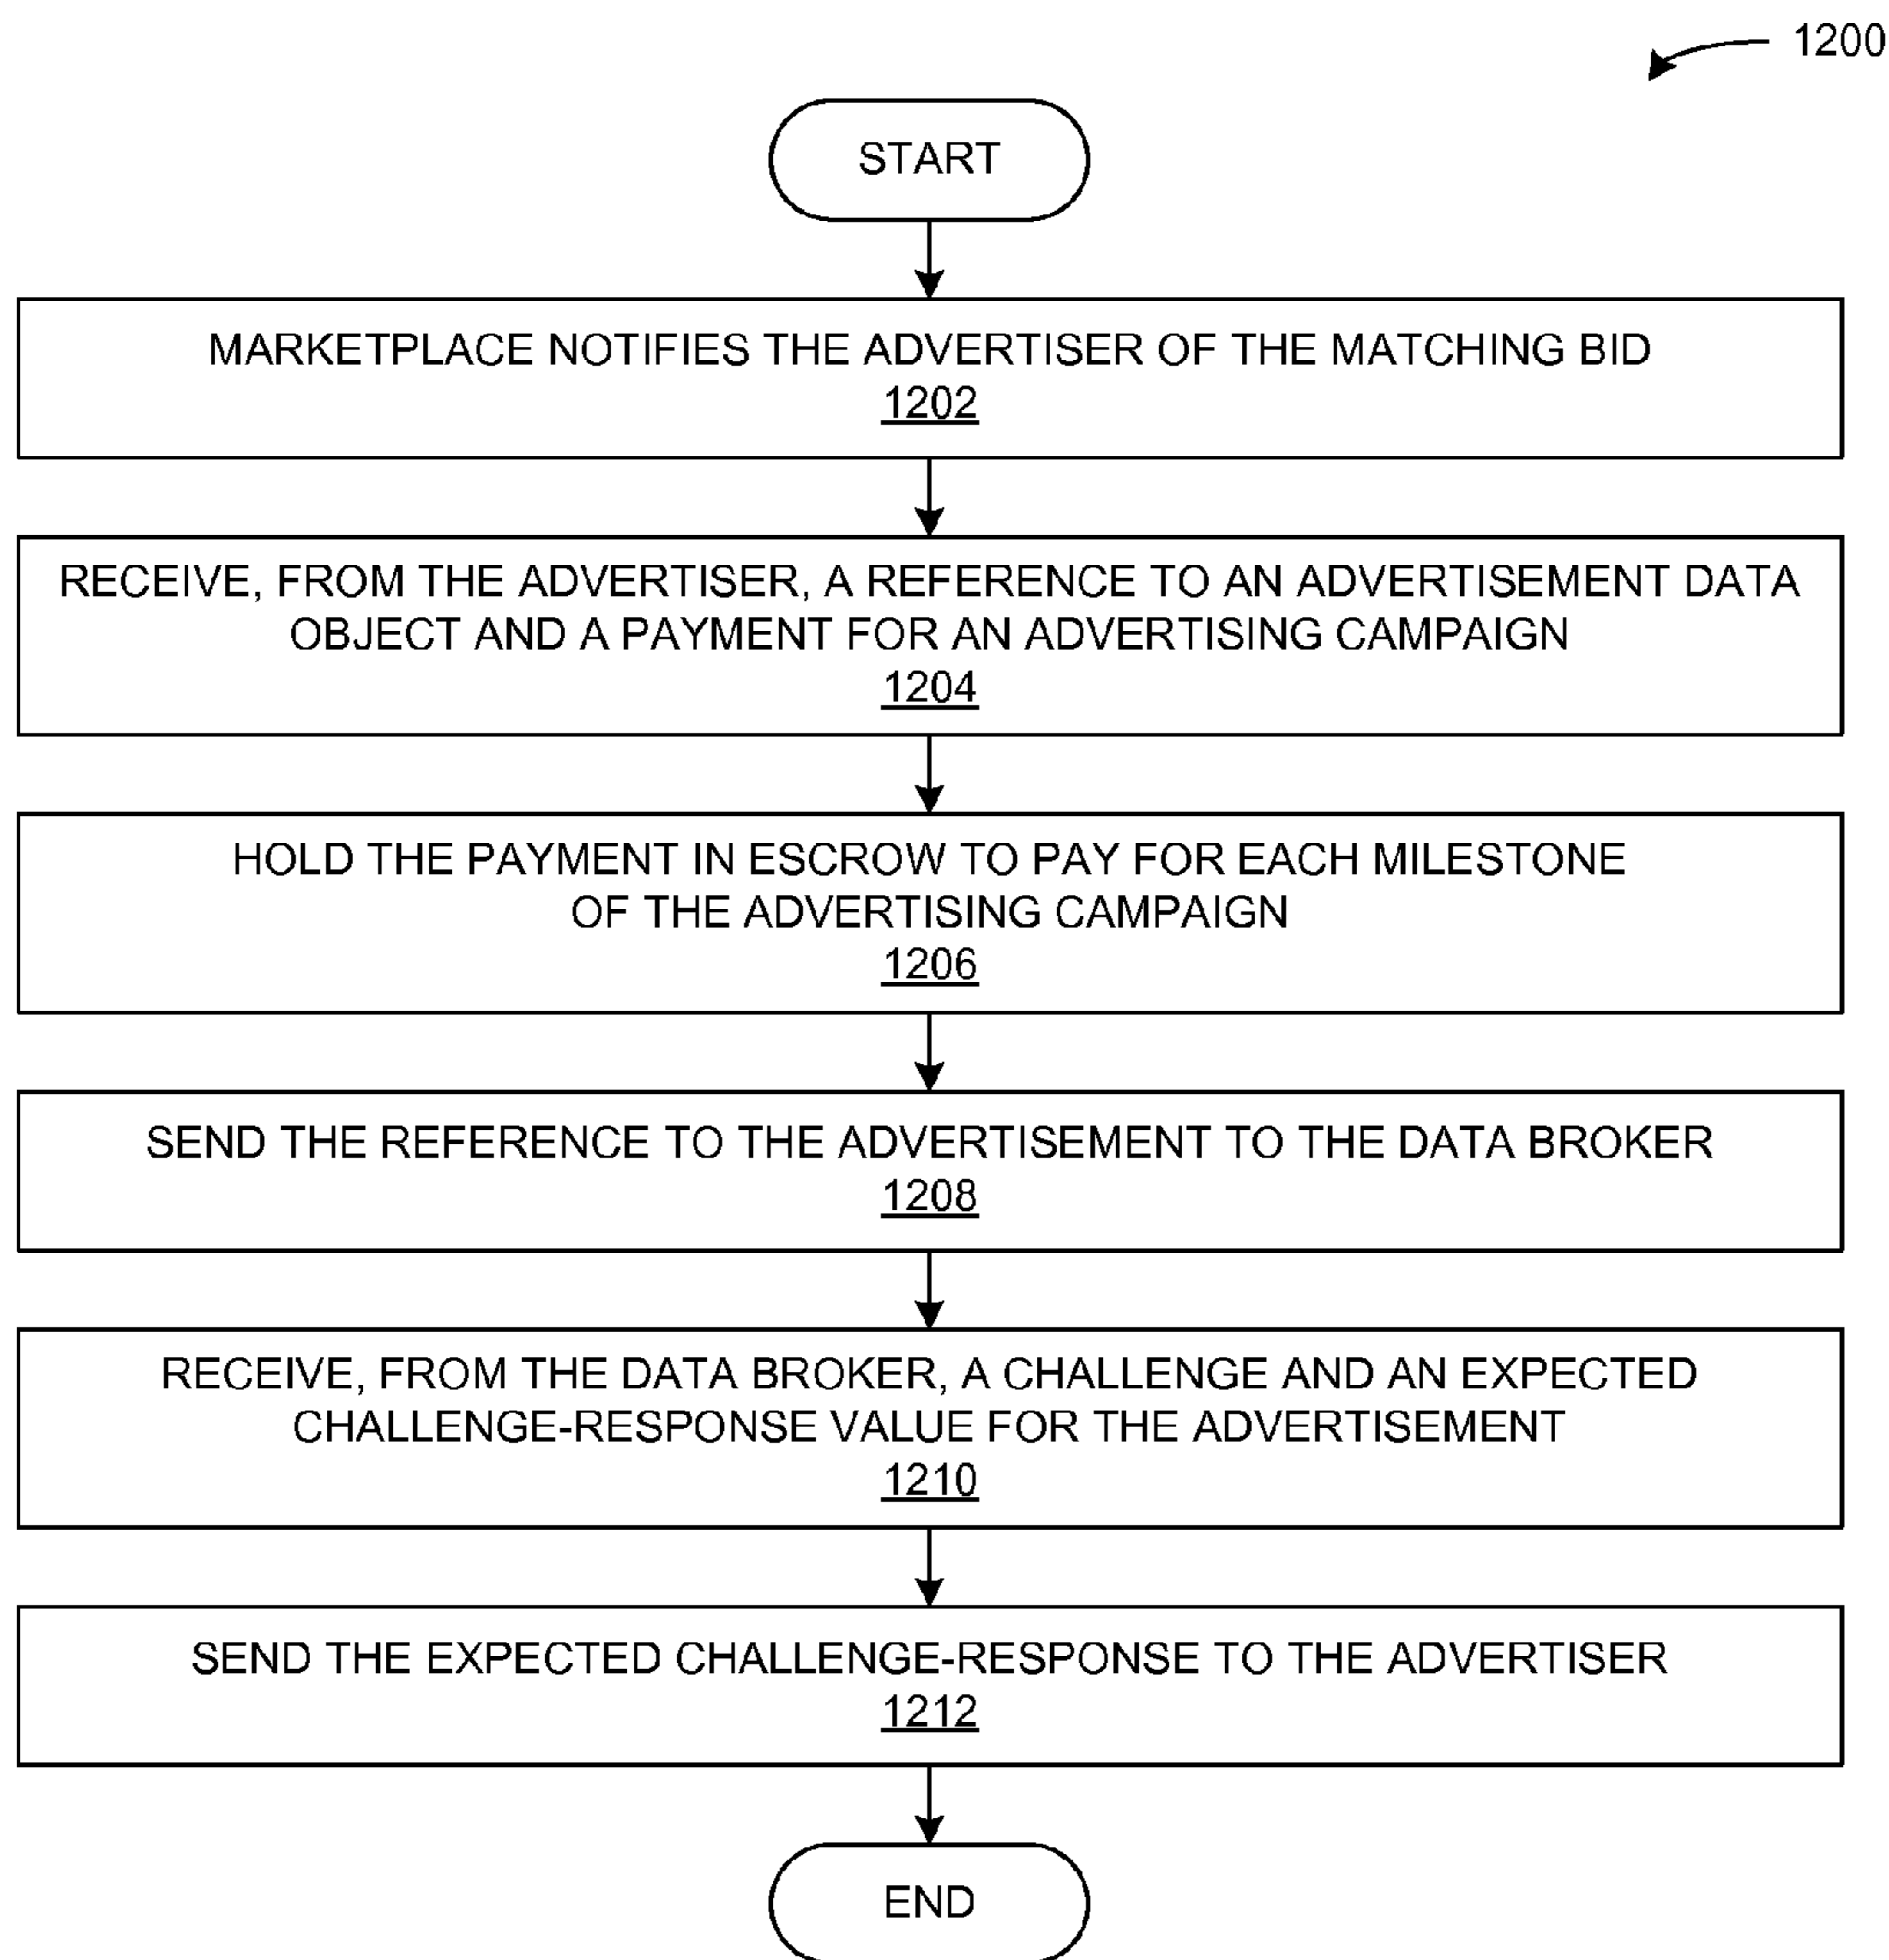 1200
START
MARKETPLACE NOTIFIES THE ADVERTISER OF THE MATCHING BID
1202
RECEIVE, FROM THE ADVERTISER, A REFERENCE TO AN ADVERTISEMENT DATA
OBJECT AND A PAYMENT FOR AN ADVERTISING CAMPAIGN
1204
HOLD THE PAYMENT IN ESCROW TO PAY FOR EACH MILESTONE
OF THE ADVERTISING CAMPAIGN
1206
SEND THE REFERENCE TO THE ADVERTISEMENT TO THE DATA BROKER
1208
RECEIVE, FROM THE DATA BROKER, A CHALLENGE AND AN EXPECTED
CHALLENGE-RESPONSE VALUE FOR THE ADVERTISEMENT
1210
SEND THE EXPECTED CHALLENGE-RESPONSE TO THE ADVERTISER
1212
END